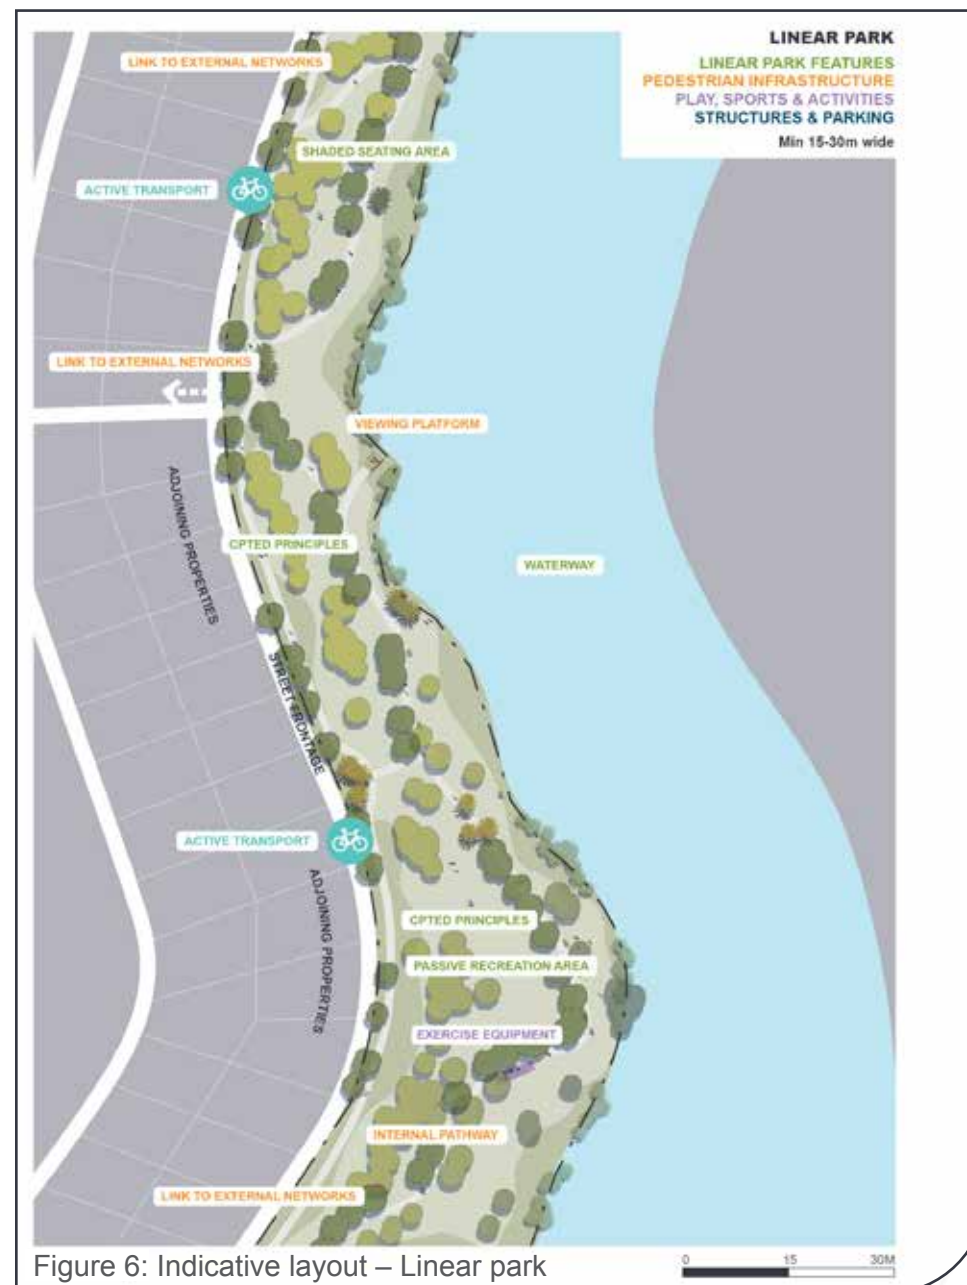 LINEAR PARK
LINEAR PARK FEATURES
PEDESTRIAN INFRASTRUCTURE
PLAY, SPORTS & ACTIVITIES
STRUCTURES & PARKING
Min 15-30m wide
LINK TO EXTERNAL NETWORKS
SHADED SEATING AREA
ACTIVE TRANSPORT
LINK TO EXTERNAL NETWORKS
VIEWING PLATFORM
ADJOINING PROPERTIES
CPTED PRINCIPLES
WATERWAY
STREET FRONTAGE
ACTIVE TRANSPORT
ADJOINING PROPERTIES
CPTED PRINCIPLES
PASSIVE RECREATION AREA
EXERCISE EQUIPMENT
INTERNAL PATHWAY
LINK TO EXTERNAL NETWORKS
Figure 6: Indicative layout – Linear park
0 15 30M